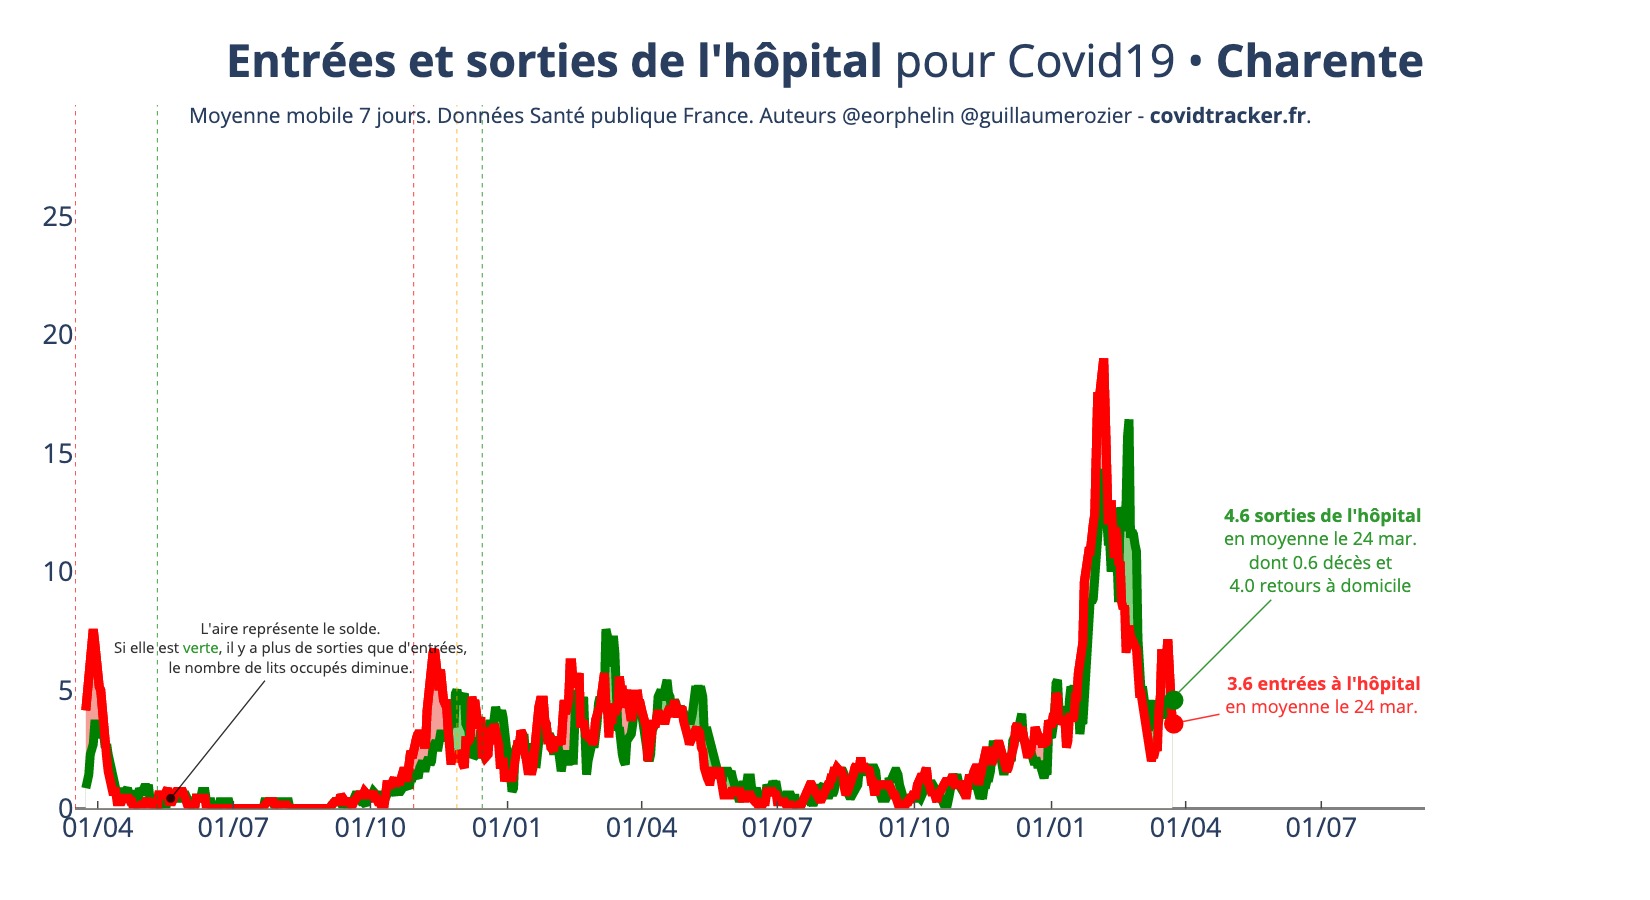 Entrées et sorties de l'hôpital pour Covid19 • Charente
Moyenne mobile 7 jours. Données Santé publique France. Auteurs @eorphelin @guillaumerozier - covidtracker.fr.
25
20
15
10
5
0
4.6 sorties de l'hôpital
en moyenne le 24 mar.
dont 0.6 décès et
4.0 retours à domicile
L'aire représente le solde.
Si elle est verte, il y a plus de sorties que d'entrées,
le nombre de lits occupés diminue.
3.6 entrées à l'hôpital
en moyenne le 24 mar.
01/04 01/07 01/10 01/01 01/04 01/07 01/10 01/01 01/04 01/07